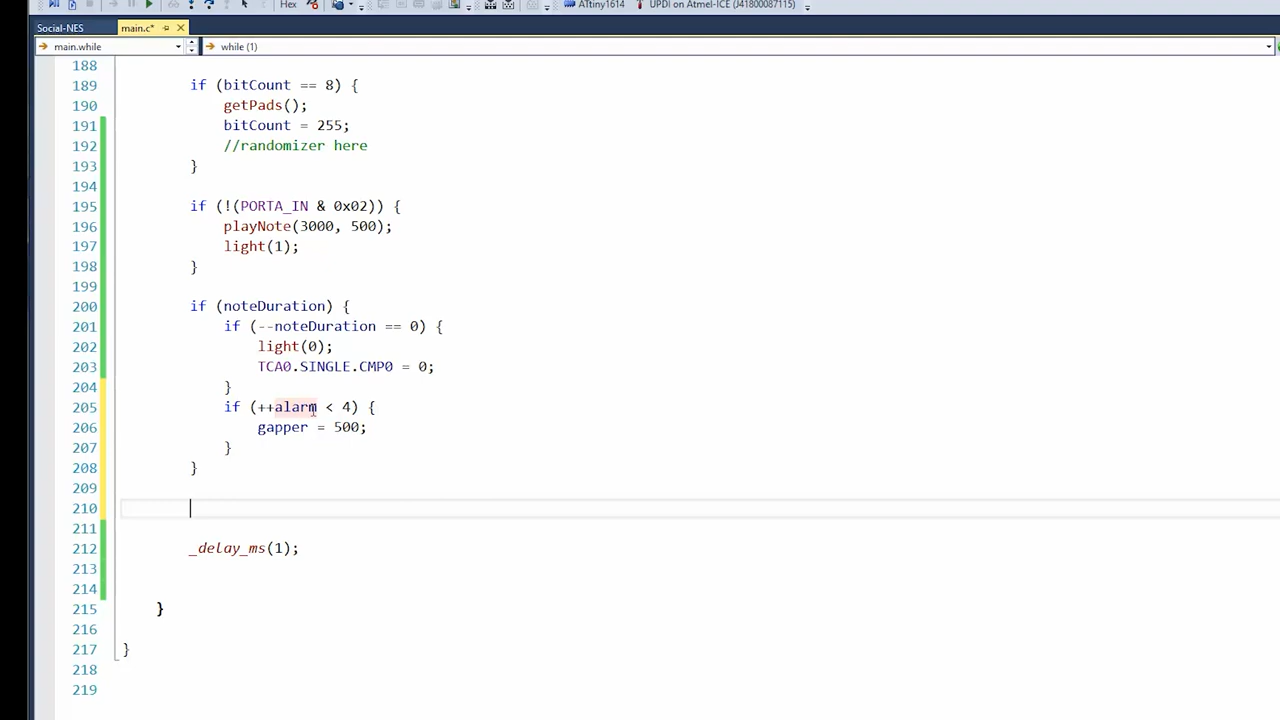 Hex ATtiny1614 UPDI on Atmel-ICE (J41800087115)
Social-NES main.c*
main.while while (1)
188
189 if (bitCount == 8) {
190 getPads();
191 bitCount = 255;
192 //randomizer here
193 }
194
195 if (!(PORTA_IN & 0x02)) {
196 playNote(3000, 500);
197 light(1);
198 }
199
200 if (noteDuration) {
201 if (--noteDuration == 0) {
202 light(0);
203 TCA0.SINGLE.CMP0 = 0;
204 }
205 if (++alarm < 4) {
206 gapper = 500;
207 }
208 }
209
210
211
212 _delay_ms(1);
213
214
215 }
216
217 }
218
219